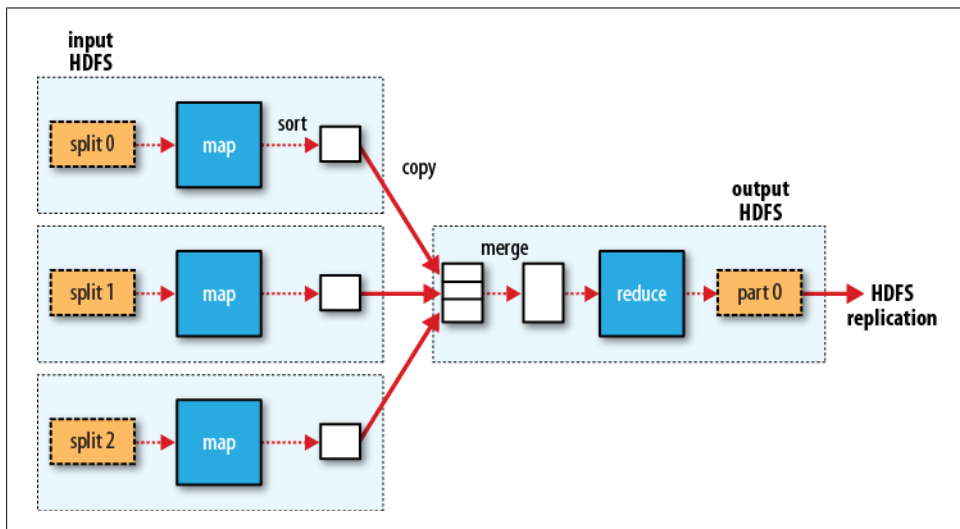 input
HDFS
split 0
map
sort
copy
split 1
map
split 2
map
output
HDFS
merge
reduce
part 0
HDFS
replication